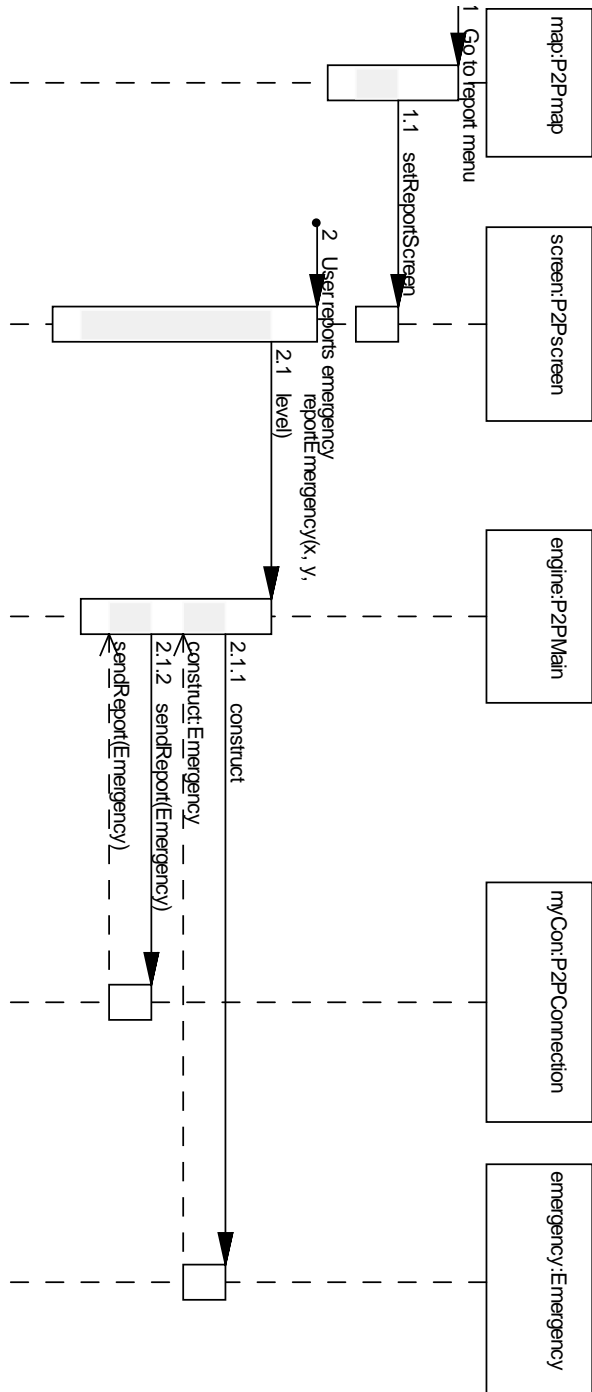 map:P2Pmap
screen:P2Pscreen
engine:P2PMain
myCon:P2PConnection
emergency:Emergency
1 Go to report menu
1.1 setReportScreen
2 User reports emergency
reportEmergency(x, y,
2.1 level)
2.1.1 construct
construct:Emergency
2.1.2 sendReport(Emergency)
sendReport(Emergency)